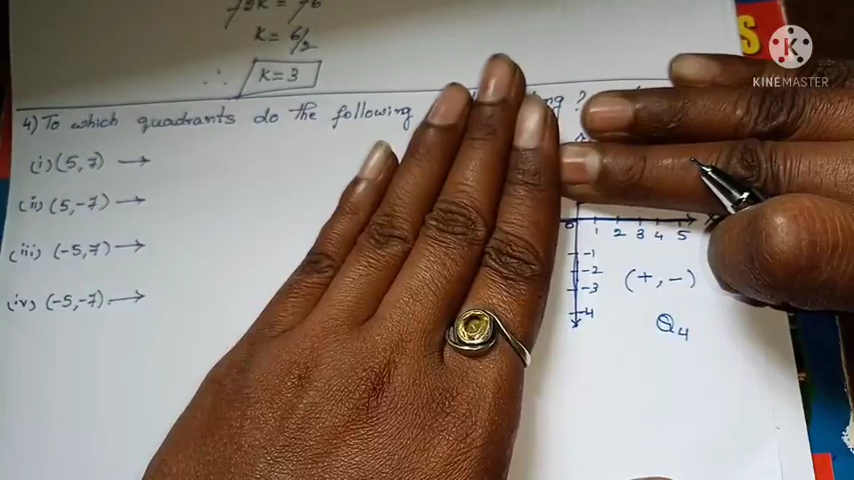 K = 6/2
∴ K = 3
4) To which quadrants do the following ?
(i) (5,7) →
(ii) (5,-7) →
(iii) (-5,7) →
(iv) (-5,-7) →
0 1 2 3 4 5
-1
-2
-3
-4
(+, -)
Q4
KINEMASTER